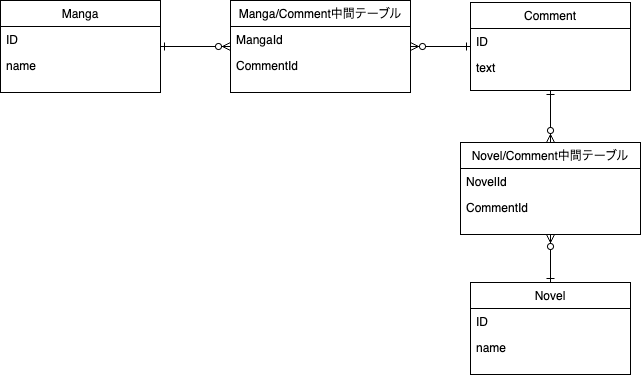 Manga
ID
name
Manga/Comment中間テーブル
MangaId
CommentId
Comment
ID
text
Novel/Comment中間テーブル
NovelId
CommentId
Novel
ID
name